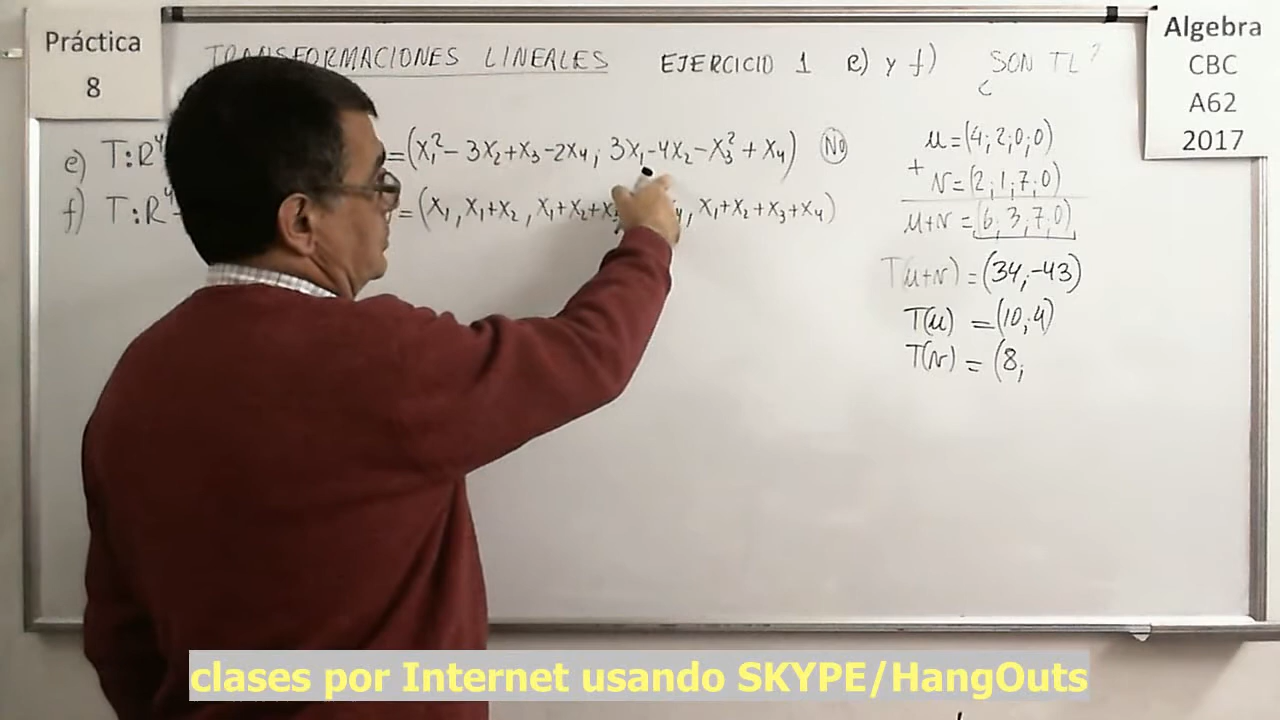 Práctica
8
TRANSFORMACIONES LINEALES EJERCICIO 1 e) y f) ¿SON TL?
Algebra
CBC
A62
2017
e) T:R⁴ =(X₁²-3X₂+X₃-2X₄; 3X₁-4X₂-X₃²+X₄) NO
f) T:R⁴ =(X₁,X₁+X₂,X₁+X₂+X₃ X₁+X₂+X₃+X₄)
u=(4;2;0;0)
+ v=(2;1;7;0)
u+v=(6;3;7;0)
T(u+v)=(34;-43)
T(u)=(10;4)
T(v)=(8;
clases por Internet usando SKYPE/HangOuts